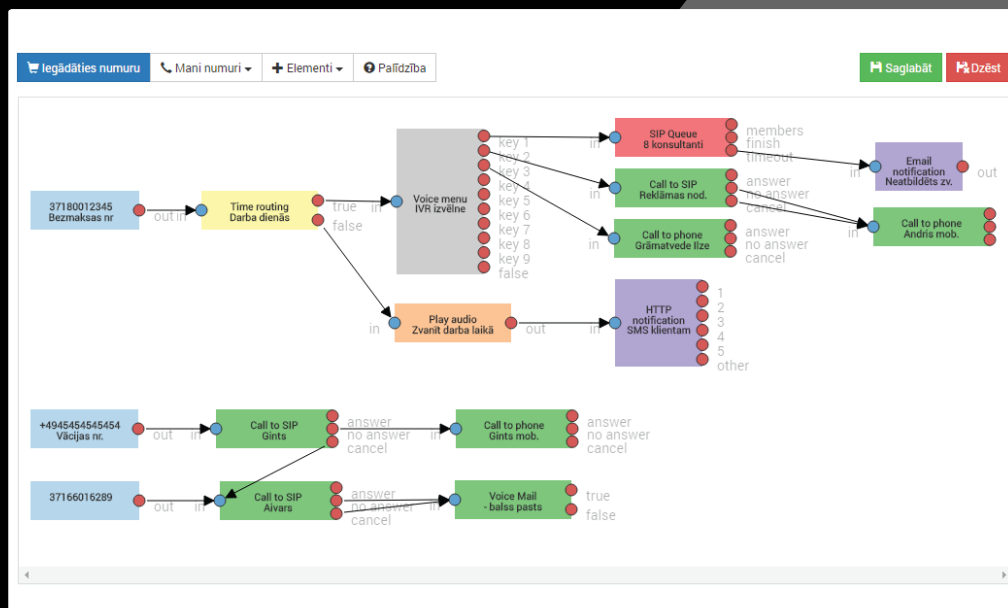 Iegādāties numuru
Mani numuri
Elementi
Palīdzība
Saglabāt
Dzēst
37180012345
Bezmaksas nr
out
in
Time routing
Darba dienās
true
false
in
Voice menu
IVR izvēlne
key 1
key 2
key 3
key 4
key 5
key 6
key 7
key 8
key 9
false
in
SIP Queue
8 konsultanti
members
finish
timeout
in
Call to SIP
Reklāmas nod.
answer
no answer
cancel
in
Call to phone
Grāmatvede Ilze
answer
no answer
cancel
in
Email
notification
Neatbildēts zv.
out
in
Call to phone
Andris mob.
in
Play audio
Zvanīt darba laikā
out
in
HTTP
notification
SMS klientam
1
2
3
4
5
other
+4945454545454
Vācijas nr.
out
in
Call to SIP
Gints
answer
no answer
cancel
in
Call to phone
Gints mob.
answer
no answer
cancel
37166016289
out
in
Call to SIP
Aivars
answer
no answer
cancel
in
Voice Mail
- balss pasts
true
false